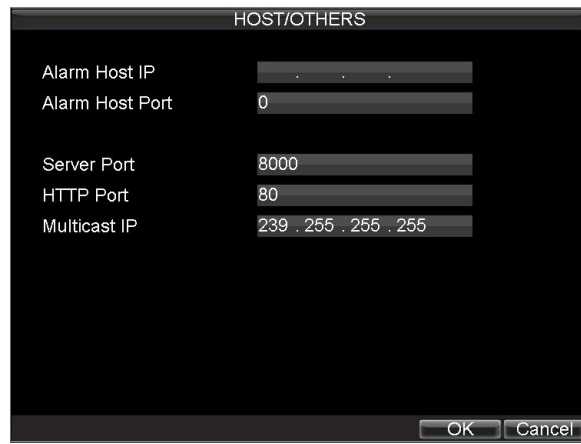 HOST/OTHERS
Alarm Host IP . . .
Alarm Host Port 0
Server Port 8000
HTTP Port 80
Multicast IP 239 . 255 . 255 . 255
OK Cancel